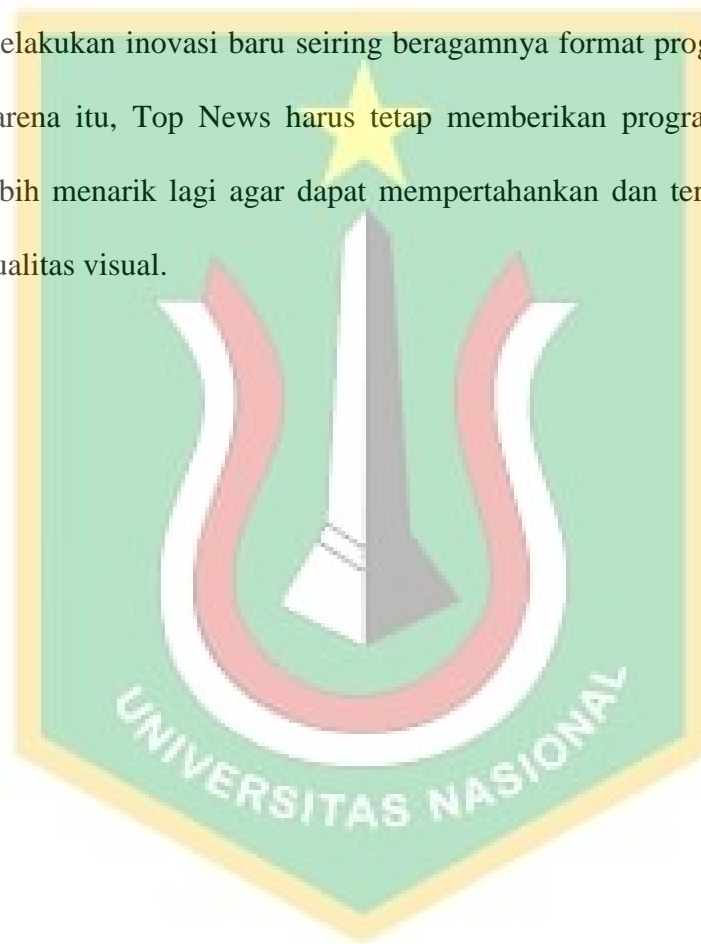 elakukan inovasi baru seiring beragamnya format prog
arena itu, Top News harus tetap memberikan progra
bih menarik lagi agar dapat mempertahankan dan ter
ualitas visual.
UNIVERSITAS NASIONAL